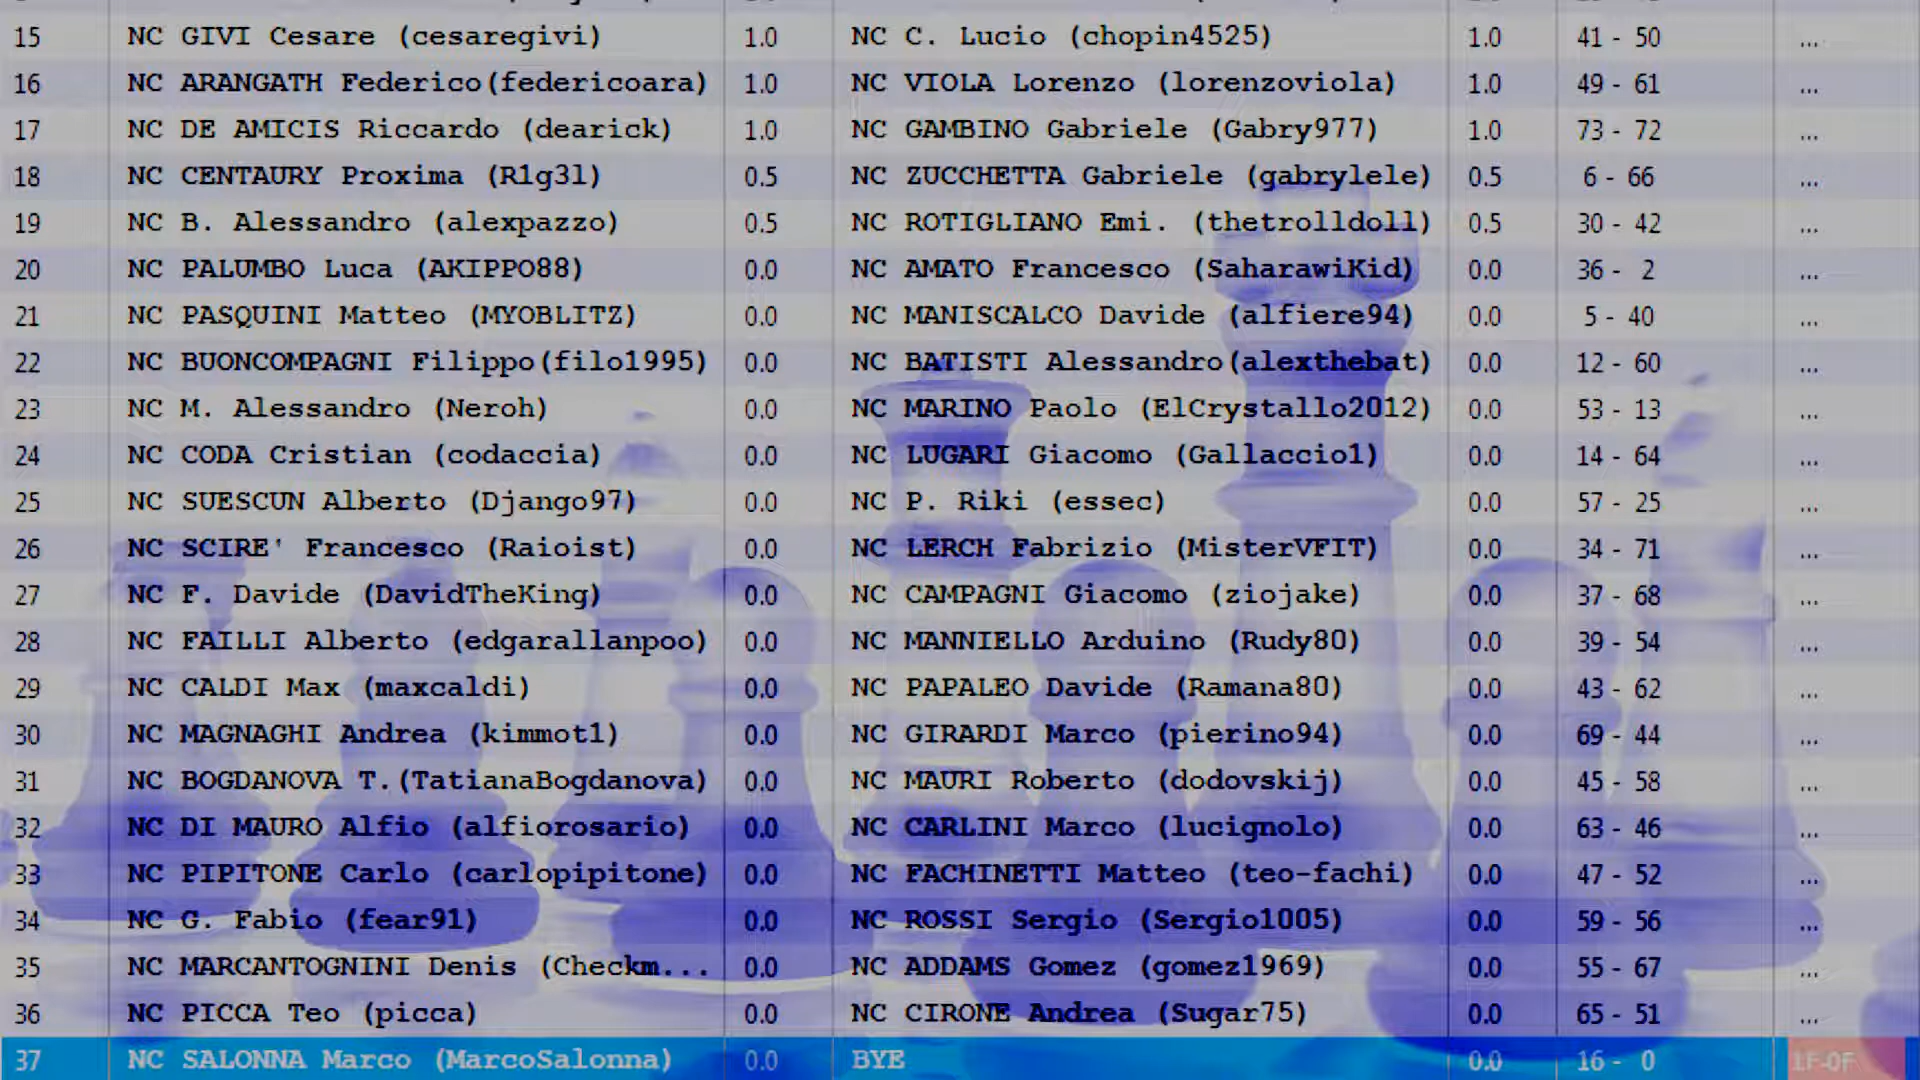 15 NC GIVI Cesare (cesaregivi) 1.0 NC C. Lucio (chopin4525) 1.0 41 - 50 ...
16 NC ARANGATH Federico(federicoara) 1.0 NC VIOLA Lorenzo (lorenzoviola) 1.0 49 - 61 ...
17 NC DE AMICIS Riccardo (dearick) 1.0 NC GAMBINO Gabriele (Gabry977) 1.0 73 - 72 ...
18 NC CENTAURY Proxima (R1g3l) 0.5 NC ZUCCHETTA Gabriele (gabrylele) 0.5 6 - 66 ...
19 NC B. Alessandro (alexpazzo) 0.5 NC ROTIGLIANO Emi. (thetrolldoll) 0.5 30 - 42 ...
20 NC PALUMBO Luca (AKIPPO88) 0.0 NC AMATO Francesco (SaharawiKid) 0.0 36 - 2 ...
21 NC PASQUINI Matteo (MYOBLITZ) 0.0 NC MANISCALCO Davide (alfiere94) 0.0 5 - 40 ...
22 NC BUONCOMPAGNI Filippo(filo1995) 0.0 NC BATISTI Alessandro(alexthebat) 0.0 12 - 60 ...
23 NC M. Alessandro (Neroh) 0.0 NC MARINO Paolo (ElCrystallo2012) 0.0 53 - 13 ...
24 NC CODA Cristian (codaccia) 0.0 NC LUGARI Giacomo (Gallaccio1) 0.0 14 - 64 ...
25 NC SUESCUN Alberto (Django97) 0.0 NC P. Riki (essec) 0.0 57 - 25 ...
26 NC SCIRE' Francesco (Raioist) 0.0 NC LERCH Fabrizio (MisterVFIT) 0.0 34 - 71 ...
27 NC F. Davide (DavidTheKing) 0.0 NC CAMPAGNI Giacomo (ziojake) 0.0 37 - 68 ...
28 NC FAILLI Alberto (edgarallanpoo) 0.0 NC MANNIELLO Arduino (Rudy80) 0.0 39 - 54 ...
29 NC CALDI Max (maxcaldi) 0.0 NC PAPALEO Davide (Ramana80) 0.0 43 - 62 ...
30 NC MAGNAGHI Andrea (kimmot1) 0.0 NC GIRARDI Marco (pierino94) 0.0 69 - 44 ...
31 NC BOGDANOVA T.(TatianaBogdanova) 0.0 NC MAURI Roberto (dodovskij) 0.0 45 - 58 ...
32 NC DI MAURO Alfio (alfiorosario) 0.0 NC CARLINI Marco (lucignolo) 0.0 63 - 46 ...
33 NC PIPITONE Carlo (carlopipitone) 0.0 NC FACHINETTI Matteo (teo-fachi) 0.0 47 - 52 ...
34 NC G. Fabio (fear91) 0.0 NC ROSSI Sergio (Sergio1005) 0.0 59 - 56 ...
35 NC MARCANTOGNINI Denis (Checkm... 0.0 NC ADDAMS Gomez (gomez1969) 0.0 55 - 67 ...
36 NC PICCA Teo (picca) 0.0 NC CIRONE Andrea (Sugar75) 0.0 65 - 51 ...
37 NC SALONNA Marco (MarcoSalonna) 0.0 BYE 0.0 16 - 0 1F-0F